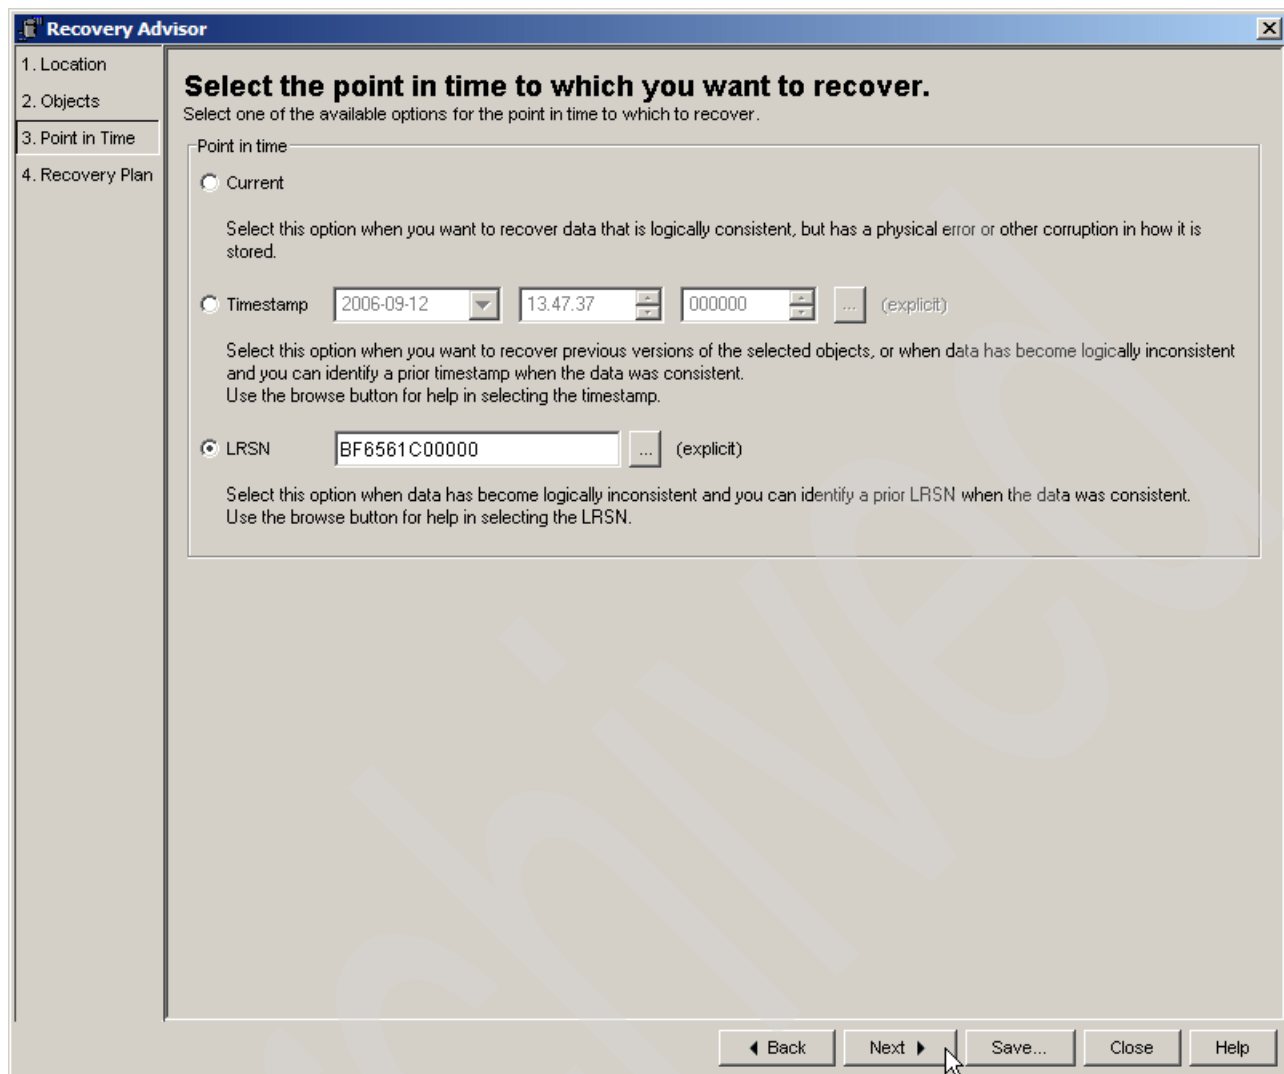 Recovery Advisor
1. Location
2. Objects
3. Point in Time
4. Recovery Plan
Select the point in time to which you want to recover.
Select one of the available options for the point in time to which to recover.
Point in time
Current
Select this option when you want to recover data that is logically consistent, but has a physical error or other corruption in how it is
stored.
Timestamp 2006-09-12 13.47.37 000000 ... (explicit)
Select this option when you want to recover previous versions of the selected objects, or when data has become logically inconsistent
and you can identify a prior timestamp when the data was consistent.
Use the browse button for help in selecting the timestamp.
LRSN BF6561C00000 ... (explicit)
Select this option when data has become logically inconsistent and you can identify a prior LRSN when the data was consistent.
Use the browse button for help in selecting the LRSN.
Back Next Save... Close Help